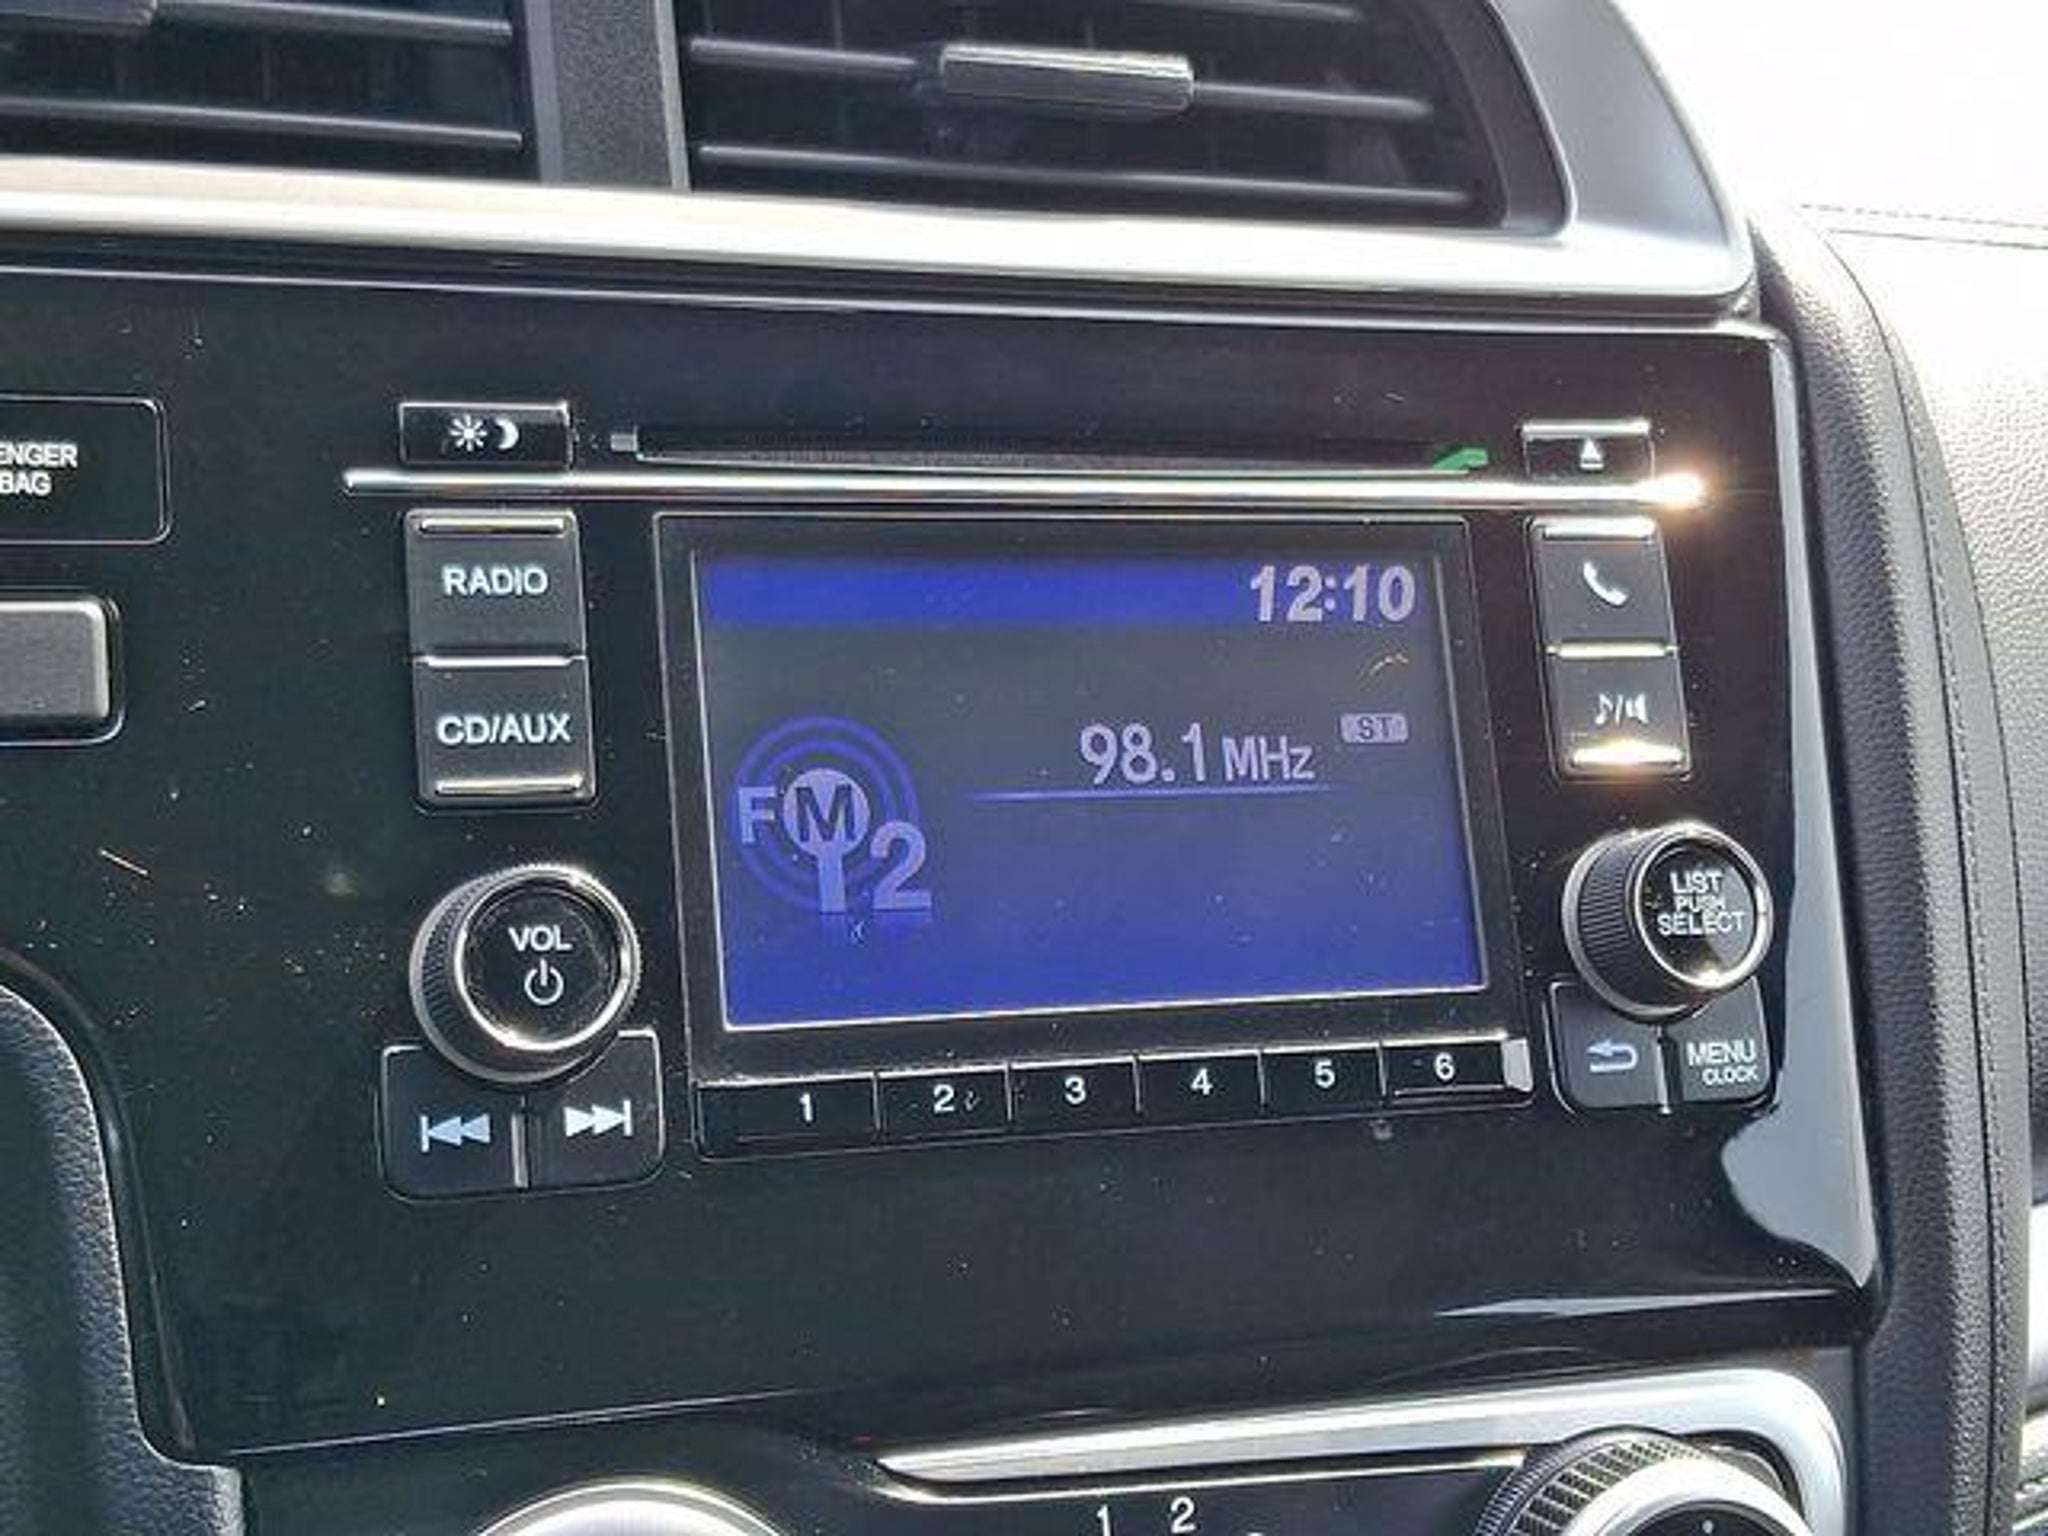 ENGER
BAG
RADIO
CD/AUX
VOL
12:10
98.1 MHz
ST
FM
2
LIST
PUSH
SELECT
MENU
CLOCK
1 2 3 4 5 6
1 2